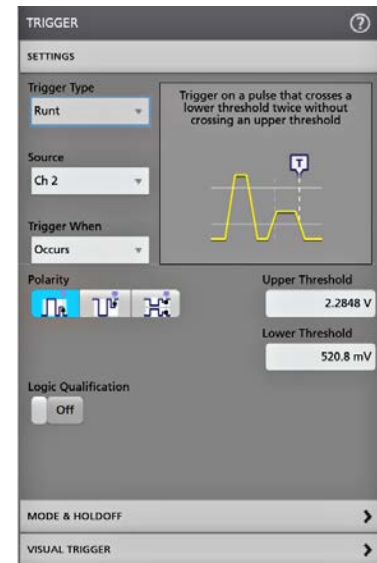 TRIGGER
?
SETTINGS
Trigger Type
Runt
Trigger on a pulse that crosses a
lower threshold twice without
crossing an upper threshold
T
Source
Ch 2
Trigger When
Occurs
Polarity
Upper Threshold
2.2848 V
Lower Threshold
520.8 mV
Logic Qualification
Off
MODE & HOLDOFF
VISUAL TRIGGER